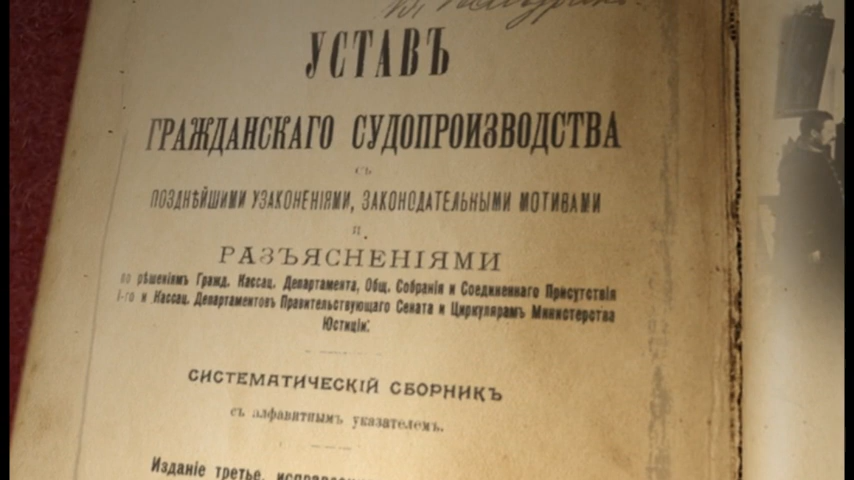 УСТАВЪ
ГРАЖДАНСКАГО СУДОПРОИЗВОДСТВА
СЪ
ПОЗДНѢЙШИМИ УЗАКОНЕНІЯМИ, ЗАКОНОДАТЕЛЬНЫМИ МОТИВАМИ
И
РАЗЪЯСНЕНІЯМИ
по рѣшеніямъ Гражд. Кассац. Департамента, Общ. Собранія и Соединеннаго Присутствія
І-го и Кассац. Департаментовъ Правительствующаго Сената и Циркулярамъ Министерства
Юстиціи.
СИСТЕМАТИЧЕСКІЙ СБОРНИКЪ
съ алфавитнымъ указателемъ.
Изданіе третье,